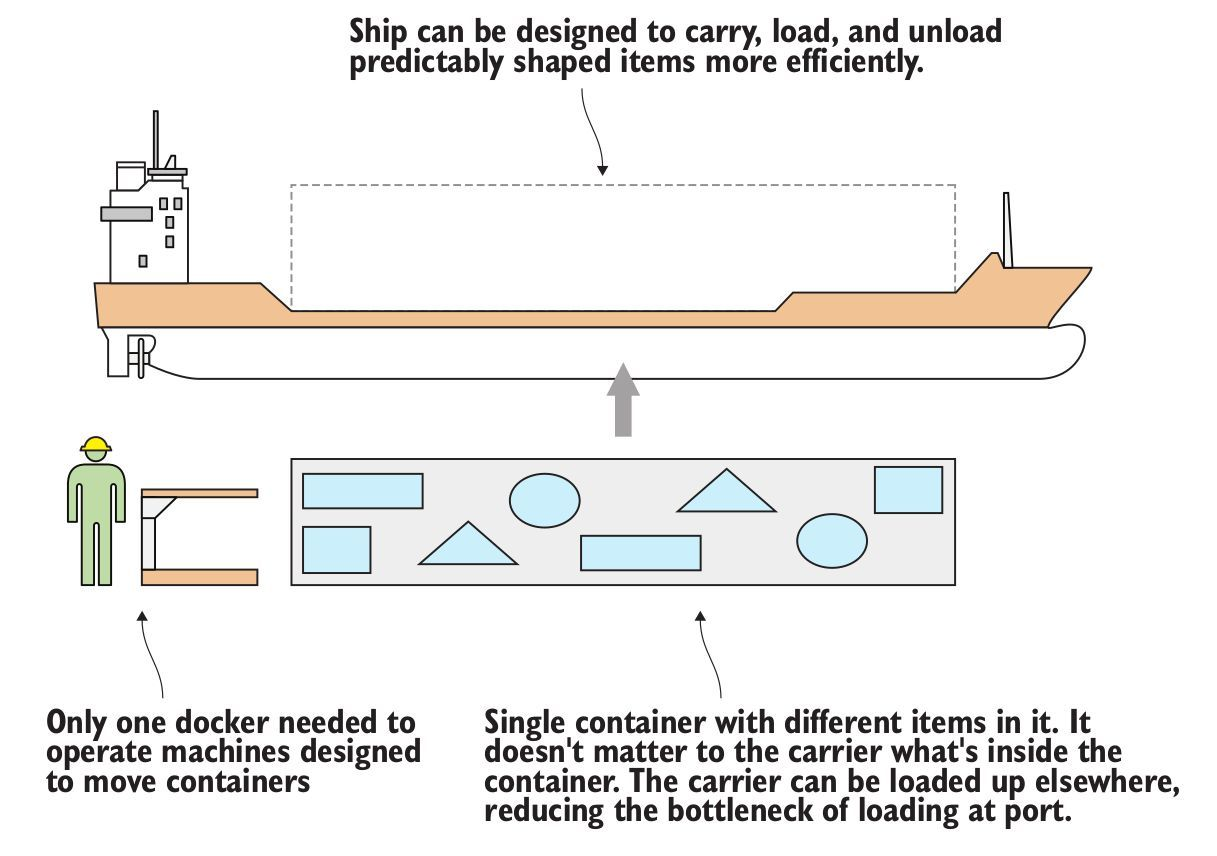 Ship can be designed to carry, load, and unload
predictably shaped items more efficiently.
Only one docker needed to
operate machines designed
to move containers
Single container with different items in it. It
doesn't matter to the carrier what's inside the
container. The carrier can be loaded up elsewhere,
reducing the bottleneck of loading at port.